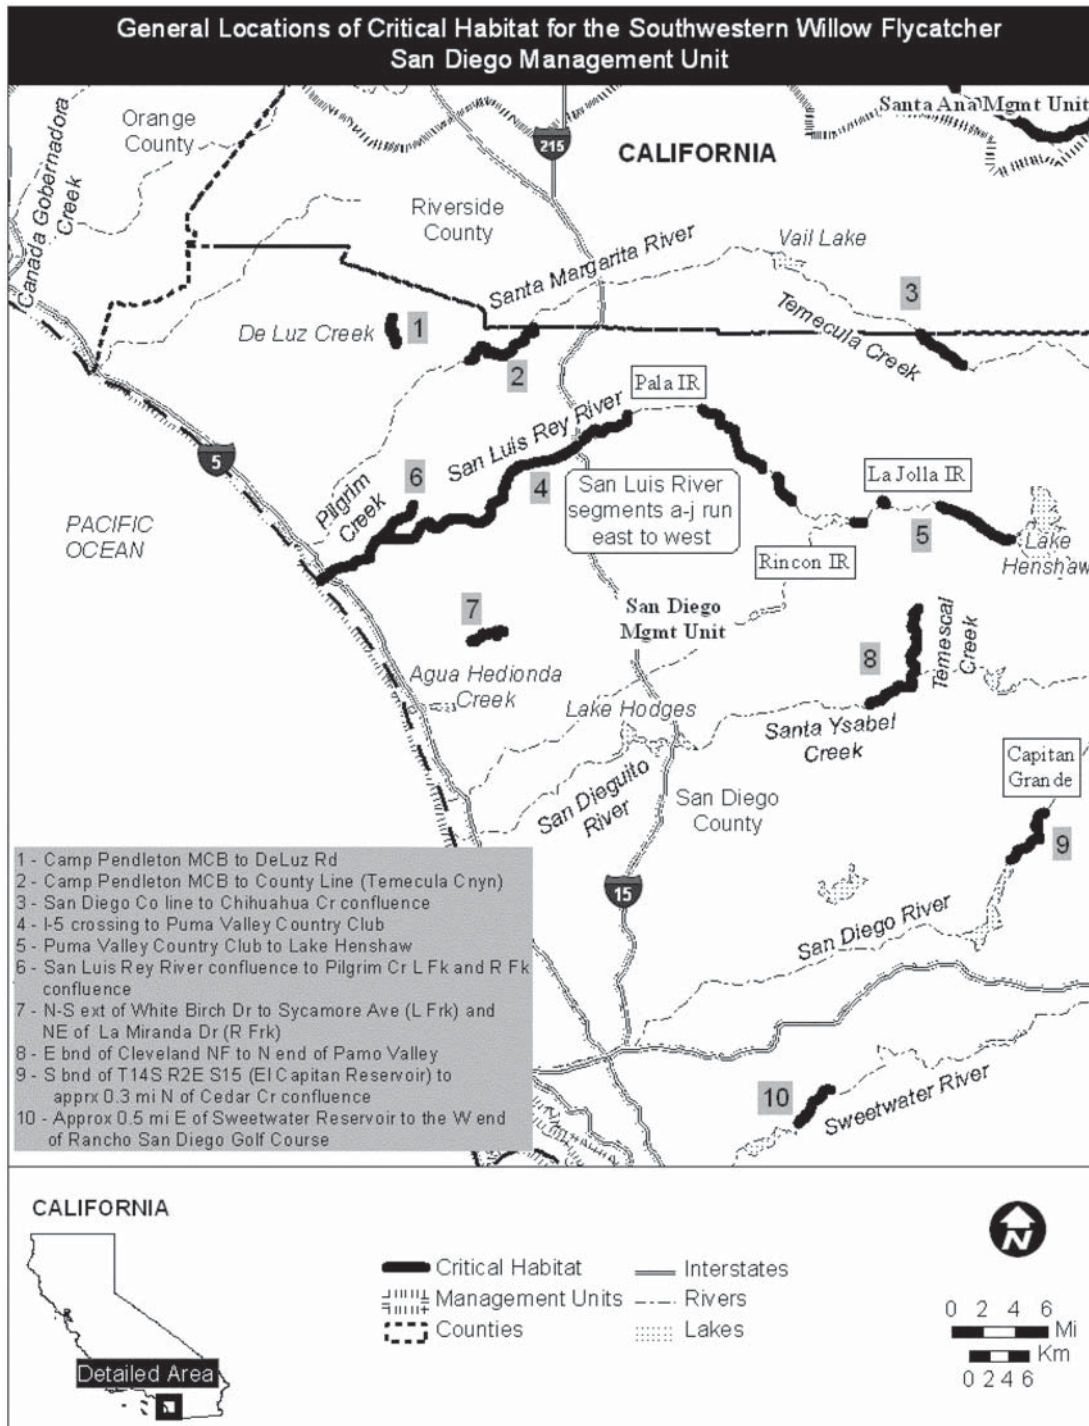 General Locations of Critical Habitat for the Southwestern Willow Flycatcher
San Diego Management Unit
Santa Ana Mgmt Unit
Orange
County
215
CALIFORNIA
Canada Gobernadora
Creek
Riverside
County
Santa Margarita River
Vail Lake
3
De Luz Creek
1
Temecula Creek
2
Pala IR
San Luis Rey River
5
6
Pilgrim
Creek
4
San Luis River
segments a-j run
east to west
La Jolla IR
PACIFIC
OCEAN
5
Lake
Henshaw
Rincon IR
7
San Diego
Mgmt Unit
8
Temescal
Creek
Agua Hedionda
Creek
Lake Hodges
Santa Ysabel
Creek
San Dieguito
River
San Diego
County
Capitan
Grande
9
15
San Diego River
10
Sweetwater River
1 - Camp Pendleton MCB to DeLuz Rd
2 - Camp Pendleton MCB to County Line (Temecula Cnyn)
3 - San Diego Co line to Chihuahua Cr confluence
4 - I-5 crossing to Puma Valley Country Club
5 - Puma Valley Country Club to Lake Henshaw
6 - San Luis Rey River confluence to Pilgrim Cr L Fk and R Fk
confluence
7 - N-S ext of White Birch Dr to Sycamore Ave (L Frk) and
NE of La Miranda Dr (R Frk)
8 - E bnd of Cleveland NF to N end of Pamo Valley
9 - S bnd of T14S R2E S15 (El Capitan Reservoir) to
apprx 0.3 mi N of Cedar Cr confluence
10 - Approx 0.5 mi E of Sweetwater Reservoir to the W end
of Rancho San Diego Golf Course
CALIFORNIA
Detailed Area
Critical Habitat
Management Units
Counties
Interstates
Rivers
Lakes
N
0 2 4 6
Mi
Km
0 2 4 6